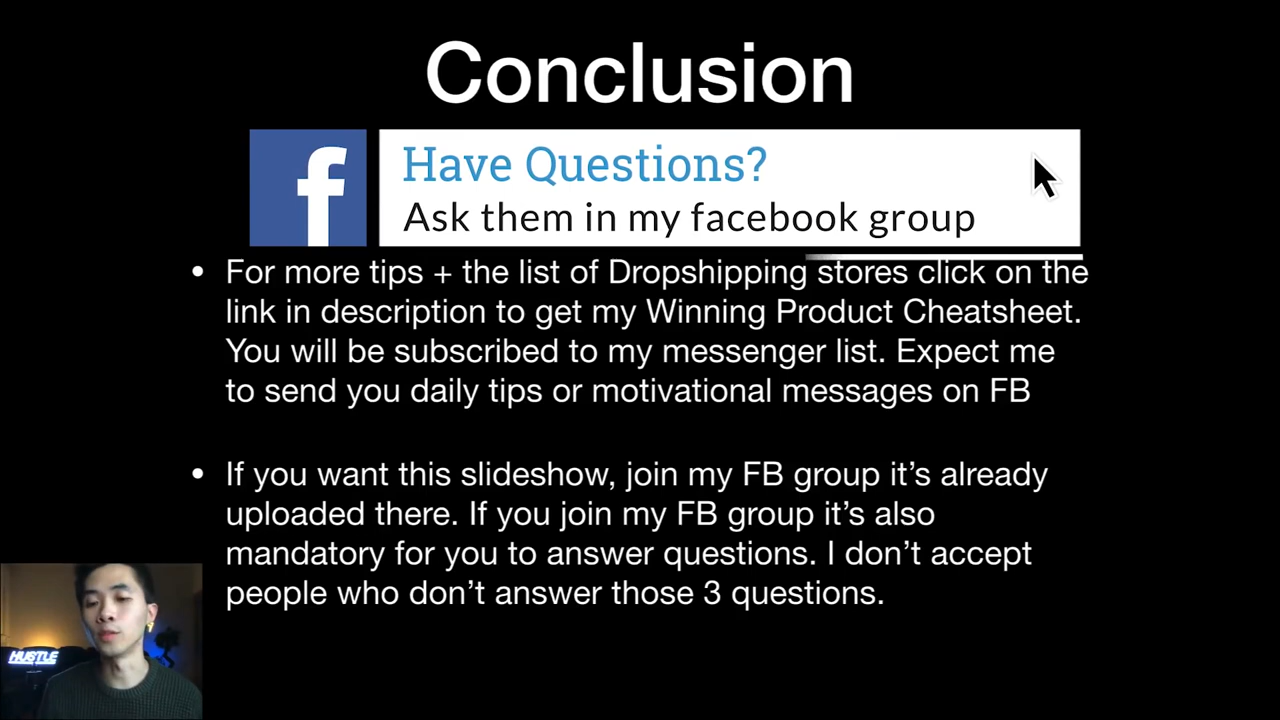 Conclusion
f
Have Questions?
Ask them in my facebook group
• For more tips + the list of Dropshipping stores click on the
link in description to get my Winning Product Cheatsheet.
You will be subscribed to my messenger list. Expect me
to send you daily tips or motivational messages on FB
• If you want this slideshow, join my FB group it’s already
uploaded there. If you join my FB group it’s also
mandatory for you to answer questions. I don’t accept
people who don’t answer those 3 questions.
HUSTLE